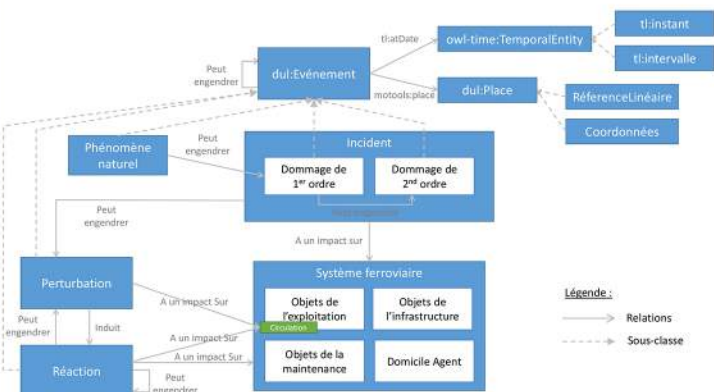 tl:instant
tl:atDate
owl-time:TemporalEntity
tl:intervalle
Peut
engendrer
dul:Evénement
motools:place
dul:Place
RéferenceLinéaire
Coordonnées
Phénomène
naturel
Peut
engendrer
Incident
Dommage de
1er ordre
Dommage de
2nd ordre
Peut
engendrer
A un impact sur
Perturbation
A un impact Sur
Système ferroviaire
Objets de
l'exploitation
Circulation
Objets de
l'infrastructure
Objets de la
maintenance
Domicile Agent
Peut
engendrer
Induit
A un impact Sur
A un impact Sur
Réaction
Peut
engendrer
Légende :
Relations
Sous-classe